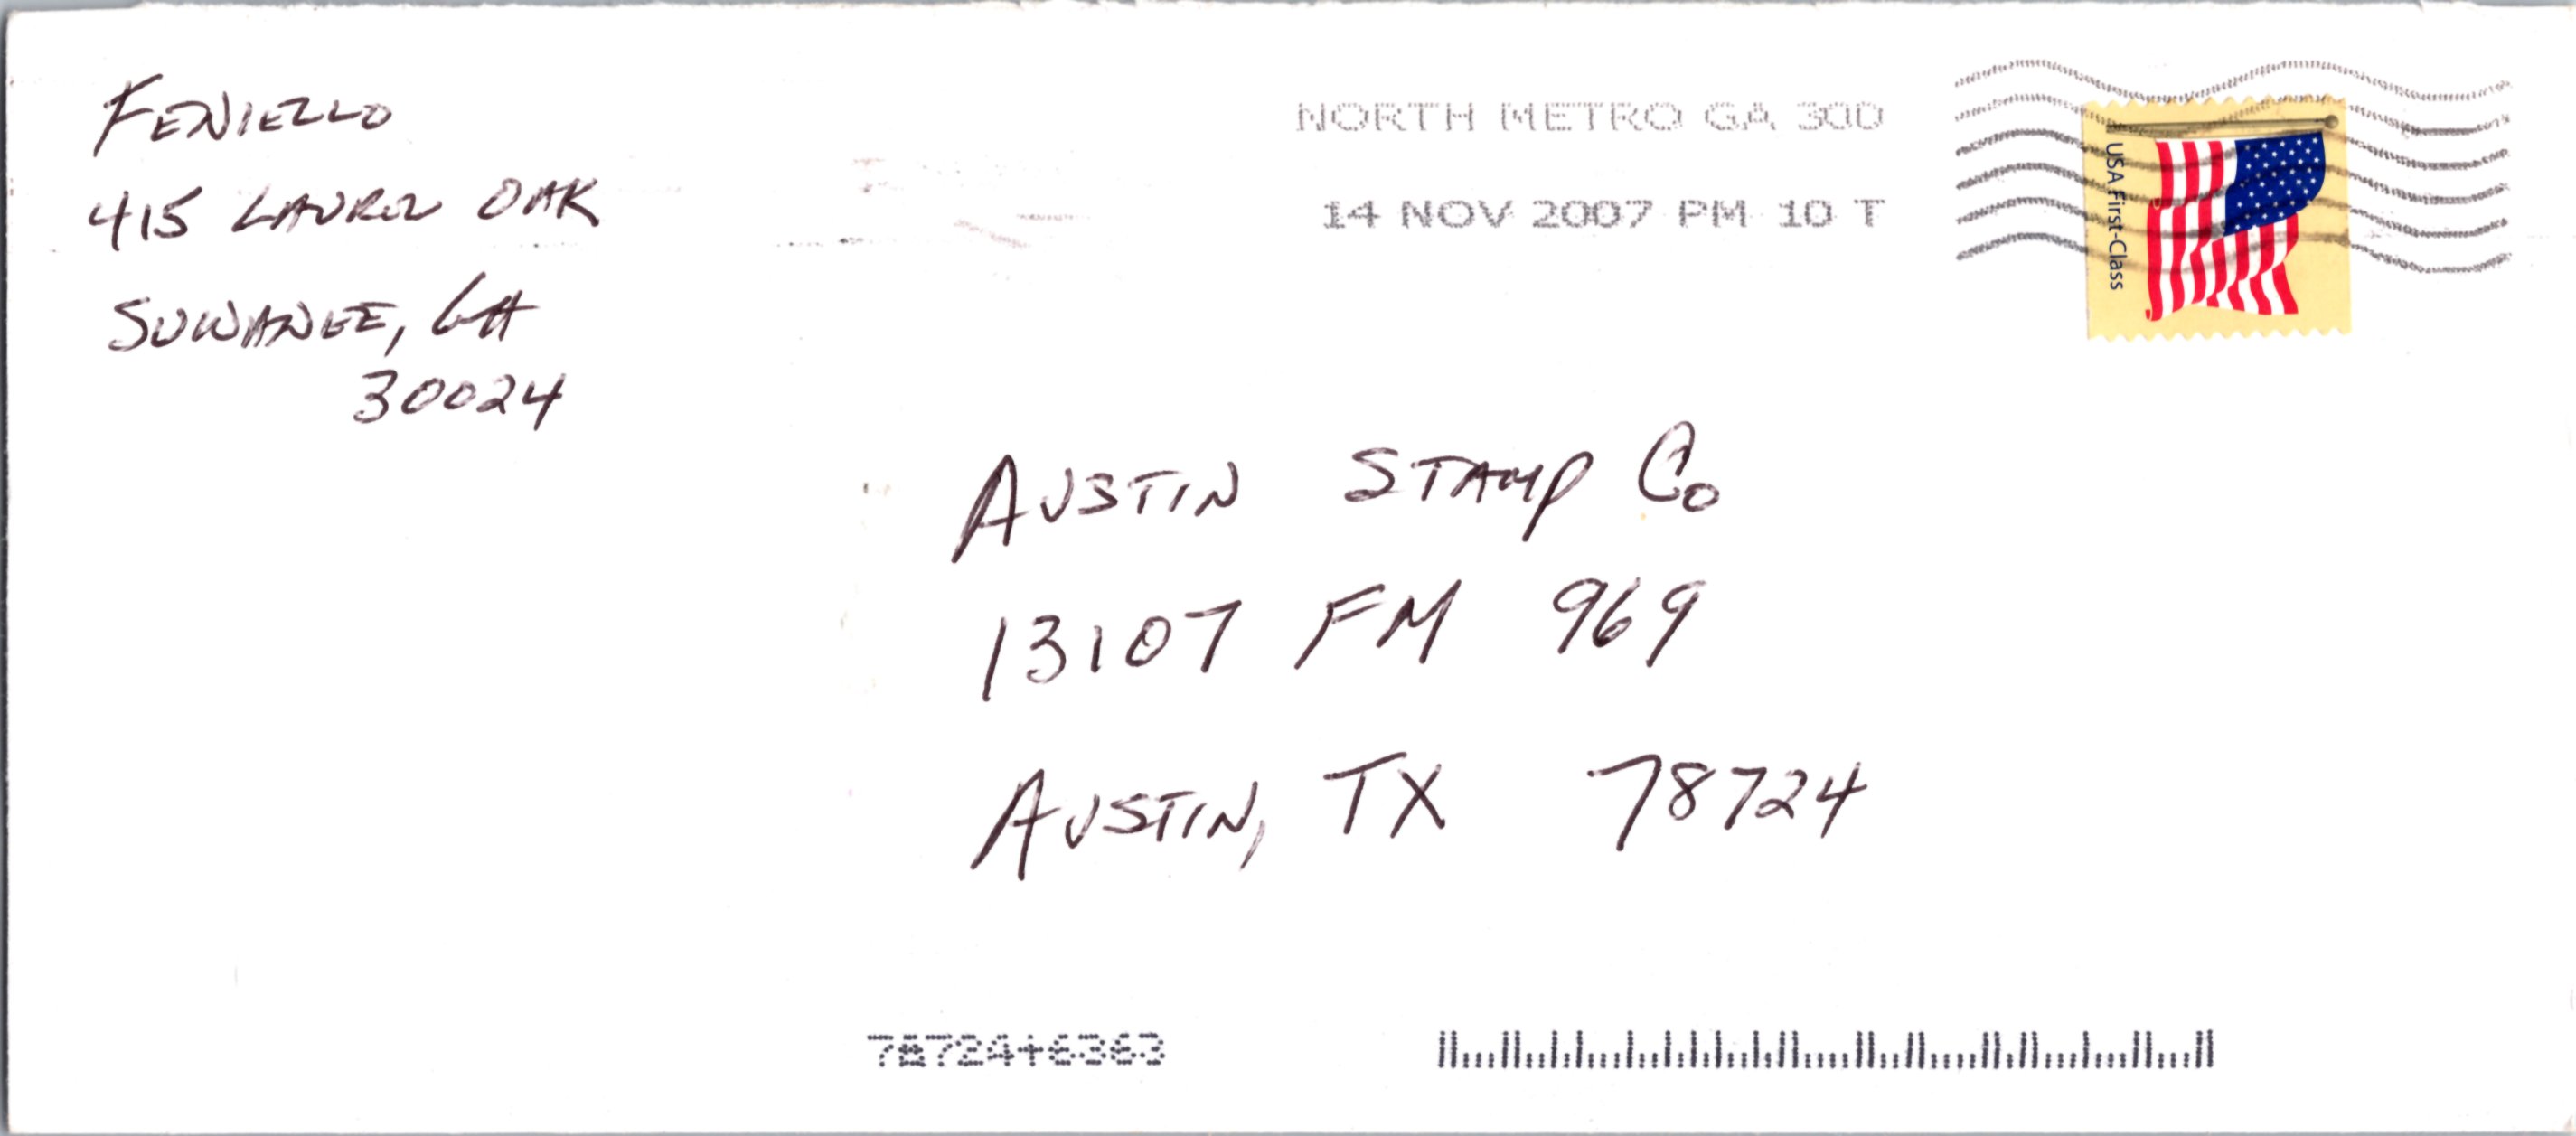 FENIELLO
415 LAUREL OAK
SUWANEE, GA
30024
NORTH METRO GA 300
14 NOV 2007 PM 10 T
USA First-Class
AUSTIN STAMP Co
13107 FM 969
AUSTIN, TX 78724
78724+6363